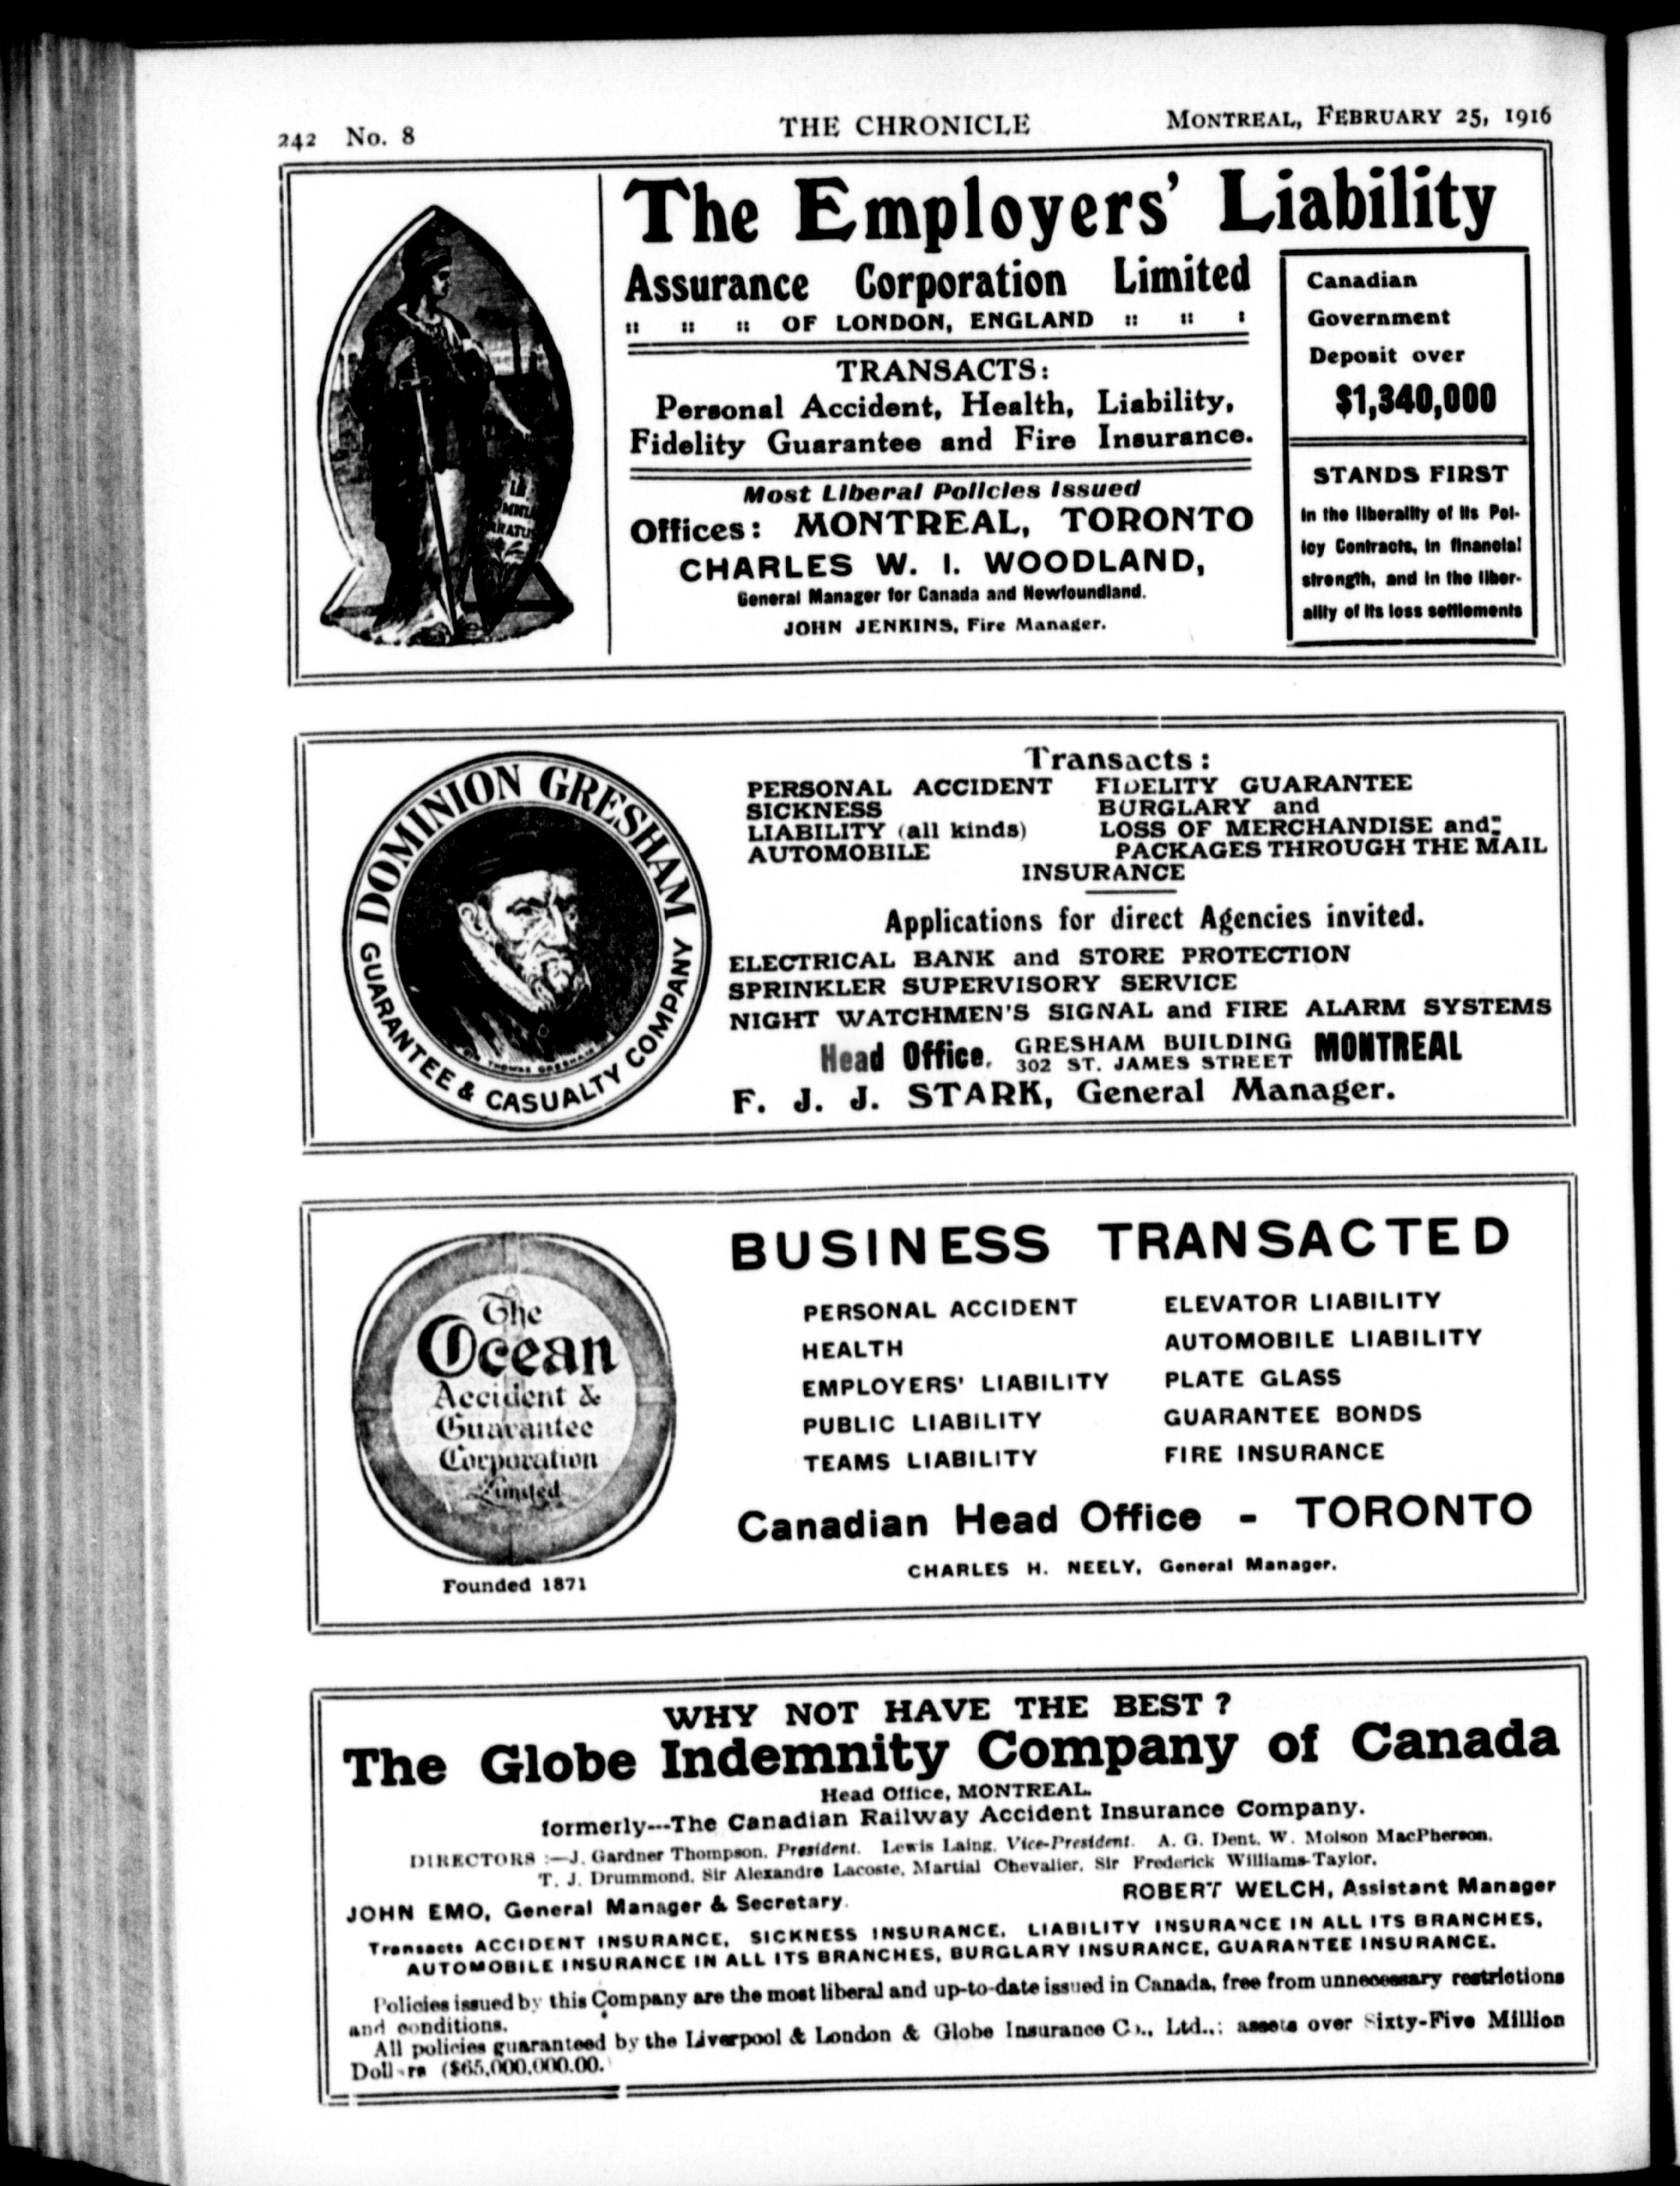 242 No. 8
THE CHRONICLE
MONTREAL, FEBRUARY 25, 1916
The Employers' Liability
Assurance Corporation Limited
:: :: :: OF LONDON, ENGLAND :: :: :
TRANSACTS:
Personal Accident, Health, Liability,
Fidelity Guarantee and Fire Insurance.
Most Liberal Policies Issued
Offices: MONTREAL, TORONTO
CHARLES W. I. WOODLAND,
General Manager for Canada and Newfoundland.
JOHN JENKINS, Fire Manager.
Canadian
Government
Deposit over
$1,340,000
STANDS FIRST
in the liberality of its Pol-
icy Contracts, in financial
strength, and in the liber-
ality of its loss settlements
DOMINION GRESHAM
GUARANTEE & CASUALTY COMPANY
THOMAS GRESHAM
Transacts:
PERSONAL ACCIDENT FIDELITY GUARANTEE
SICKNESS BURGLARY and
LIABILITY (all kinds) LOSS OF MERCHANDISE and
AUTOMOBILE PACKAGES THROUGH THE MAIL
INSURANCE
Applications for direct Agencies invited.
ELECTRICAL BANK and STORE PROTECTION
SPRINKLER SUPERVISORY SERVICE
NIGHT WATCHMEN'S SIGNAL and FIRE ALARM SYSTEMS
Head Office, GRESHAM BUILDING
302 ST. JAMES STREET MONTREAL
F. J. J. STARK, General Manager.
The
Ocean
Accident &
Guarantee
Corporation
Limited
Founded 1871
BUSINESS TRANSACTED
PERSONAL ACCIDENT ELEVATOR LIABILITY
HEALTH AUTOMOBILE LIABILITY
EMPLOYERS' LIABILITY PLATE GLASS
PUBLIC LIABILITY GUARANTEE BONDS
TEAMS LIABILITY FIRE INSURANCE
Canadian Head Office - TORONTO
CHARLES H. NEELY, General Manager.
WHY NOT HAVE THE BEST ?
The Globe Indemnity Company of Canada
Head Office, MONTREAL.
formerly---The Canadian Railway Accident Insurance Company.
DIRECTORS :—J. Gardner Thompson, President. Lewis Laing, Vice-President. A. G. Dent, W. Molson MacPherson,
T. J. Drummond, Sir Alexandre Lacoste, Martial Chevalier, Sir Frederick Williams-Taylor,
JOHN EMO, General Manager & Secretary. ROBERT WELCH, Assistant Manager
Transacts ACCIDENT INSURANCE, SICKNESS INSURANCE, LIABILITY INSURANCE IN ALL ITS BRANCHES,
AUTOMOBILE INSURANCE IN ALL ITS BRANCHES, BURGLARY INSURANCE, GUARANTEE INSURANCE.
Policies issued by this Company are the most liberal and up-to-date issued in Canada, free from unnecessary restrictions
and conditions.
All policies guaranteed by the Liverpool & London & Globe Insurance Co., Ltd..; assets over Sixty-Five Million
Dollars ($65,000,000.00.)